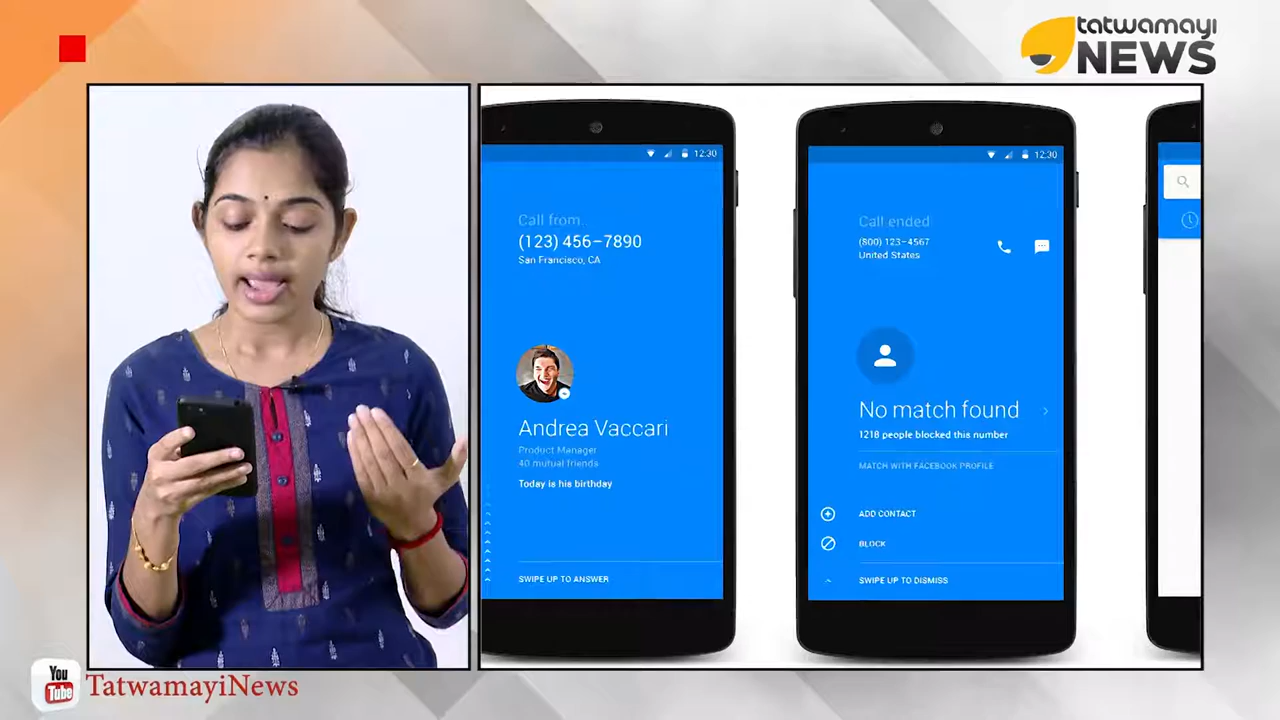 tatwamayi
NEWS
12:30
Call from..
(123) 456-7890
San Francisco, CA
Andrea Vaccari
Product Manager
40 mutual friends
Today is his birthday
SWIPE UP TO ANSWER
12:30
Call ended
(800) 123-4567
United States
No match found
1218 people blocked this number
MATCH WITH FACEBOOK PROFILE
ADD CONTACT
BLOCK
SWIPE UP TO DISMISS
You
Tube
TatwamayiNews